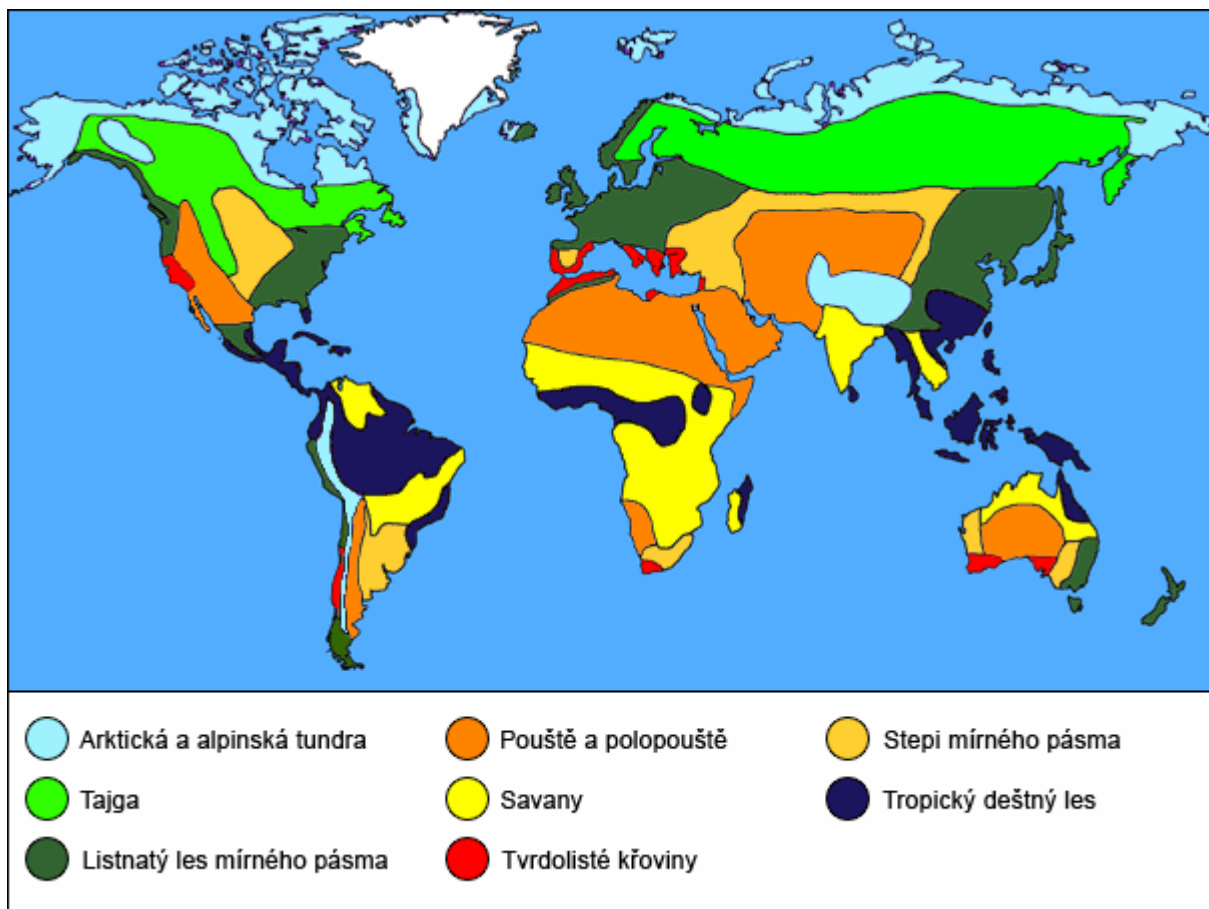 Arktická a alpinská tundra
Pouště a polopouště
Stepi mírného pásma
Tajga
Savany
Tropický deštný les
Listnatý les mírného pásma
Tvrdolisté křoviny